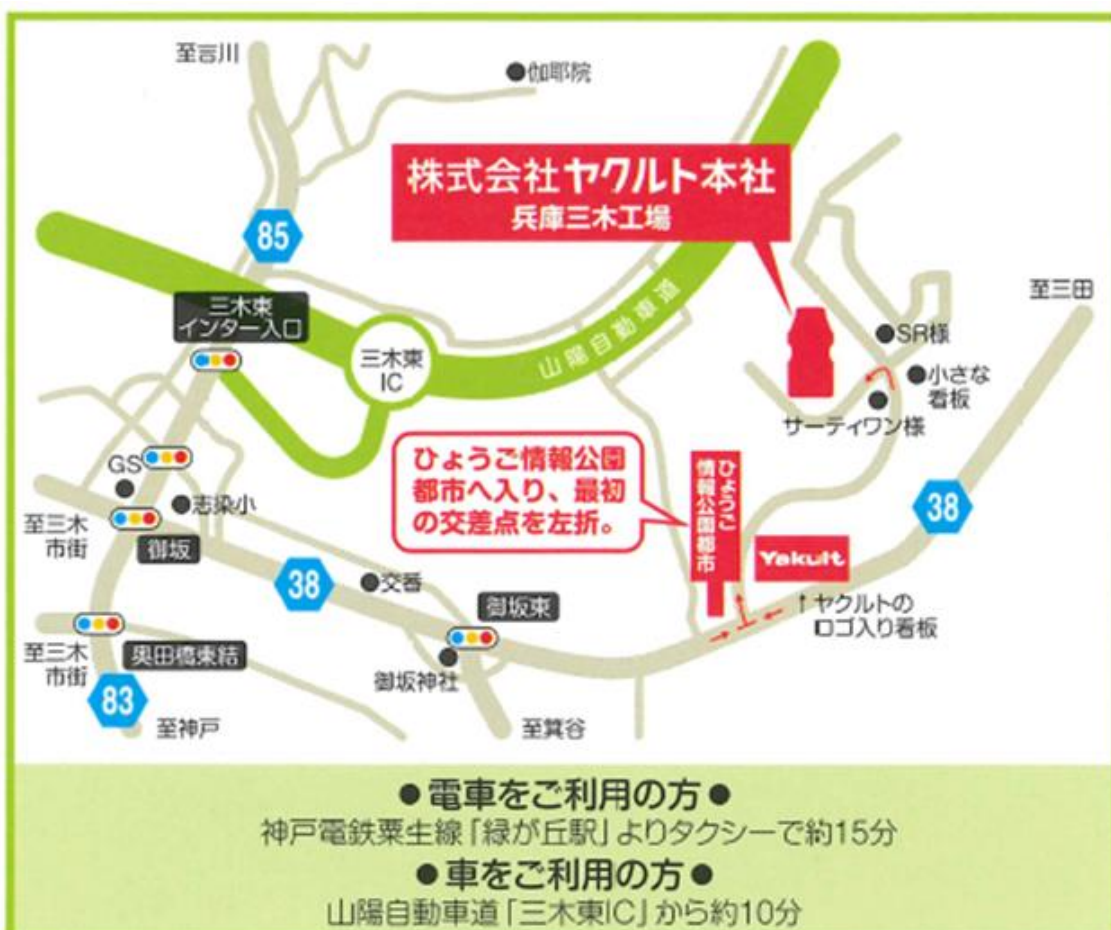 至吉川
伽耶院
株式会社ヤクルト本社
兵庫三木工場
85
三木東
インター入口
三木東
IC
山陽自動車道
至三田
SR様
小さな
看板
サーティワン様
ひょうご情報公園
都市へ入り、最初
の交差点を左折。
ひょうご
情報公園都市
GS
志染小
至三木
市街
御坂
38
38
Yakult
交番
御坂東
↑ヤクルトの
ロゴ入り看板
至三木
市街
奥田橋東結
御坂神社
83
至神戸
至箕谷
●電車をご利用の方●
神戸電鉄粟生線「緑が丘駅」よりタクシーで約15分
●車をご利用の方●
山陽自動車道「三木東IC」から約10分